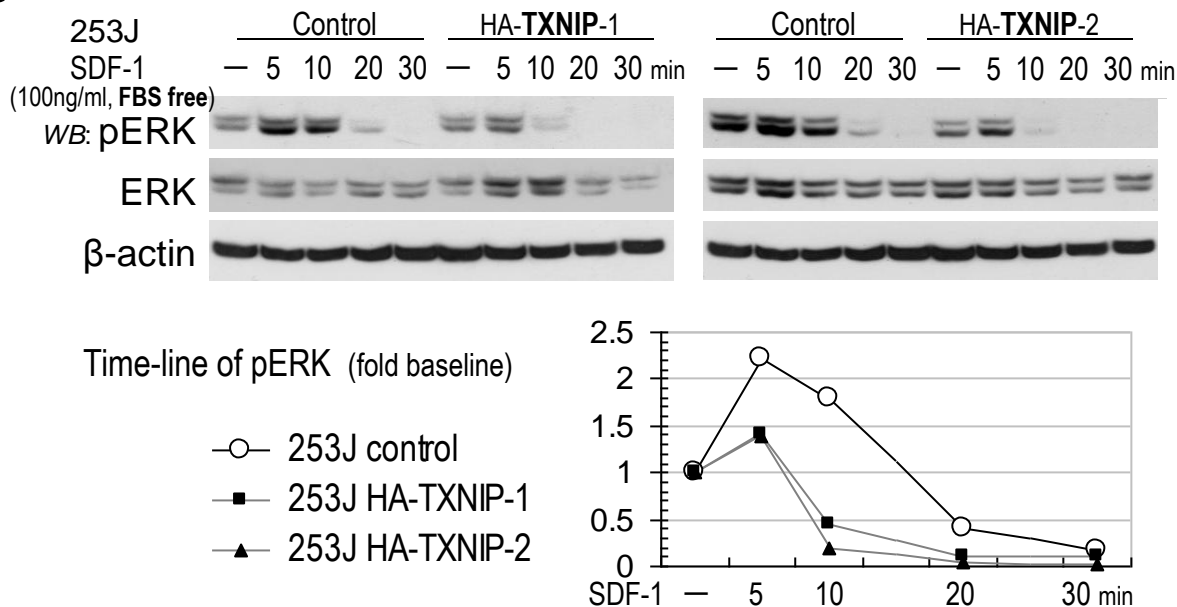 253J Control HA-TXNIP-1 Control HA-TXNIP-2
SDF-1 — 5 10 20 30 — 5 10 20 30 min — 5 10 20 30 — 5 10 20 30 min
(100ng/ml, FBS free)
WB: pERK
ERK
β-actin
Time-line of pERK (fold baseline)
253J control
253J HA-TXNIP-1
253J HA-TXNIP-2
2.5
2
1.5
1
0.5
0
SDF-1 — 5 10 20 30 min